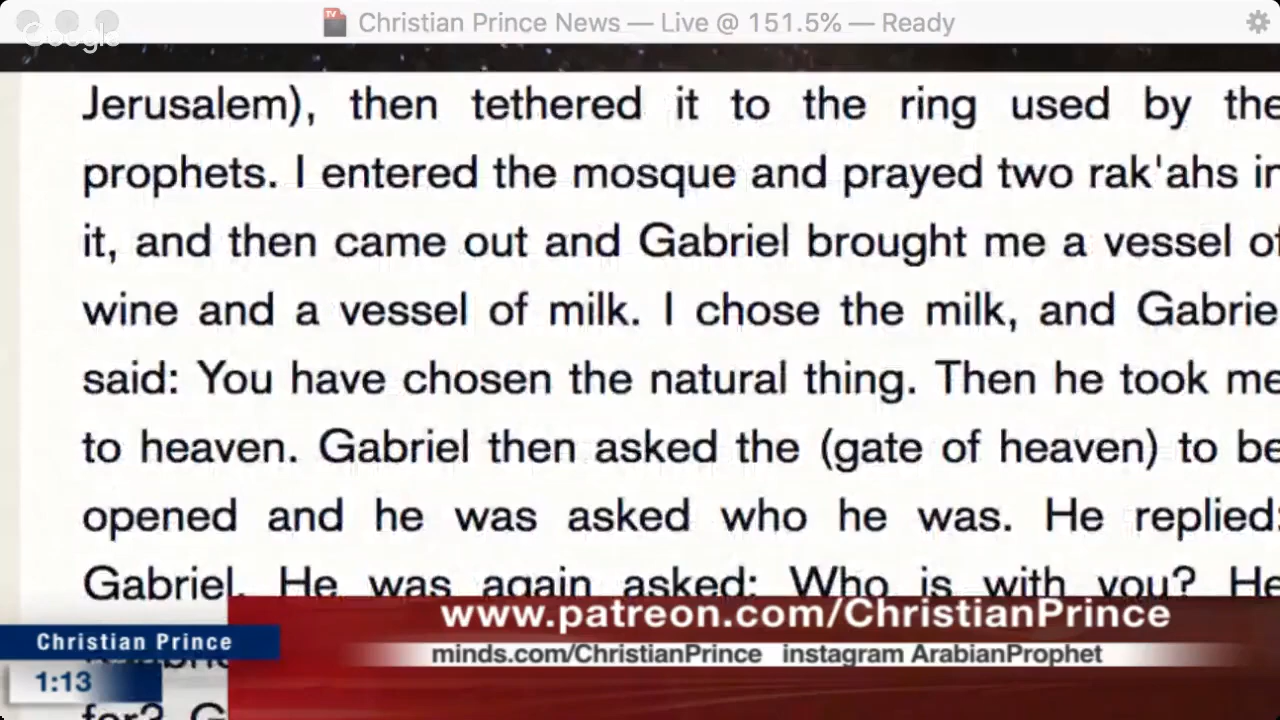 Christian Prince News — Live @ 151.5% — Ready
Google
Jerusalem), then tethered it to the ring used by the
prophets. I entered the mosque and prayed two rak'ahs in
it, and then came out and Gabriel brought me a vessel of
wine and a vessel of milk. I chose the milk, and Gabrie
said: You have chosen the natural thing. Then he took me
to heaven. Gabriel then asked the (gate of heaven) to be
opened and he was asked who he was. He replied:
Gabriel. He was again asked: Who is with you? He
www.patreon.com/ChristianPrince
Christian Prince
minds.com/ChristianPrince instagram ArabianProphet
1:13
for? G